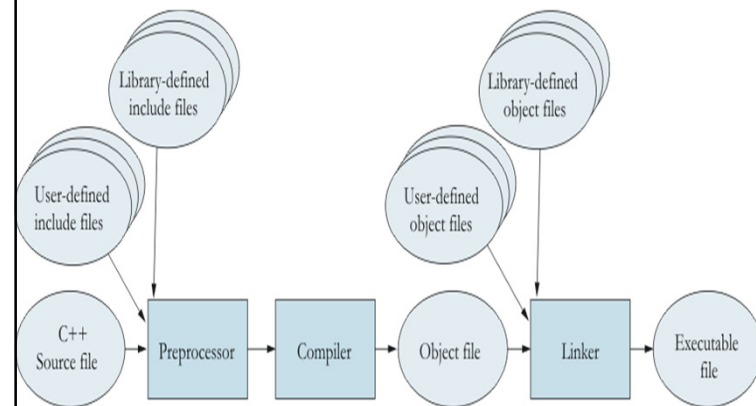 Library-defined
include files
Library-defined
object files
User-defined
include files
User-defined
object files
C++
Source file
Preprocessor
Compiler
Object file
Linker
Executable
file